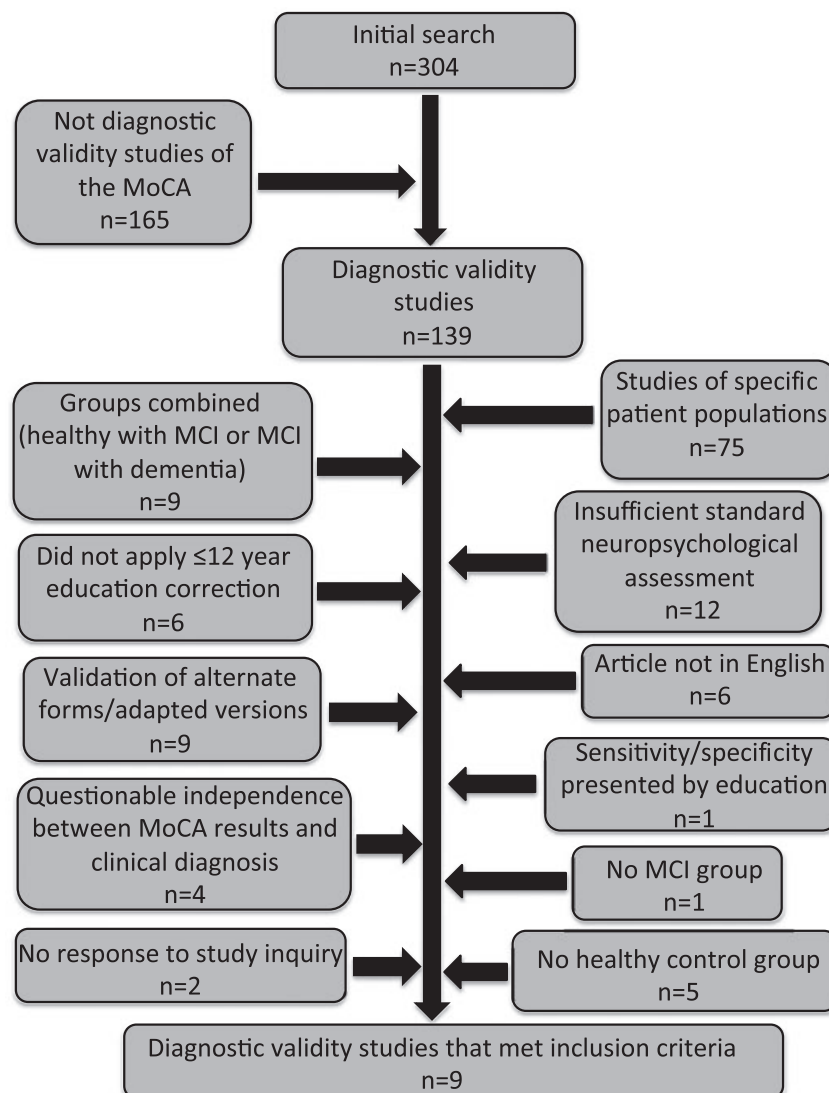 Initial search
n=304
Not diagnostic
validity studies of
the MoCA
n=165
Diagnostic validity
studies
n=139
Groups combined
(healthy with MCI or MCI
with dementia)
n=9
Studies of specific
patient populations
n=75
Did not apply ≤12 year
education correction
n=6
Insufficient standard
neuropsychological
assessment
n=12
Validation of alternate
forms/adapted versions
n=9
Article not in English
n=6
Questionable independence
between MoCA results and
clinical diagnosis
n=4
Sensitivity/specificity
presented by education
n=1
No MCI group
n=1
No response to study inquiry
n=2
No healthy control group
n=5
Diagnostic validity studies that met inclusion criteria
n=9